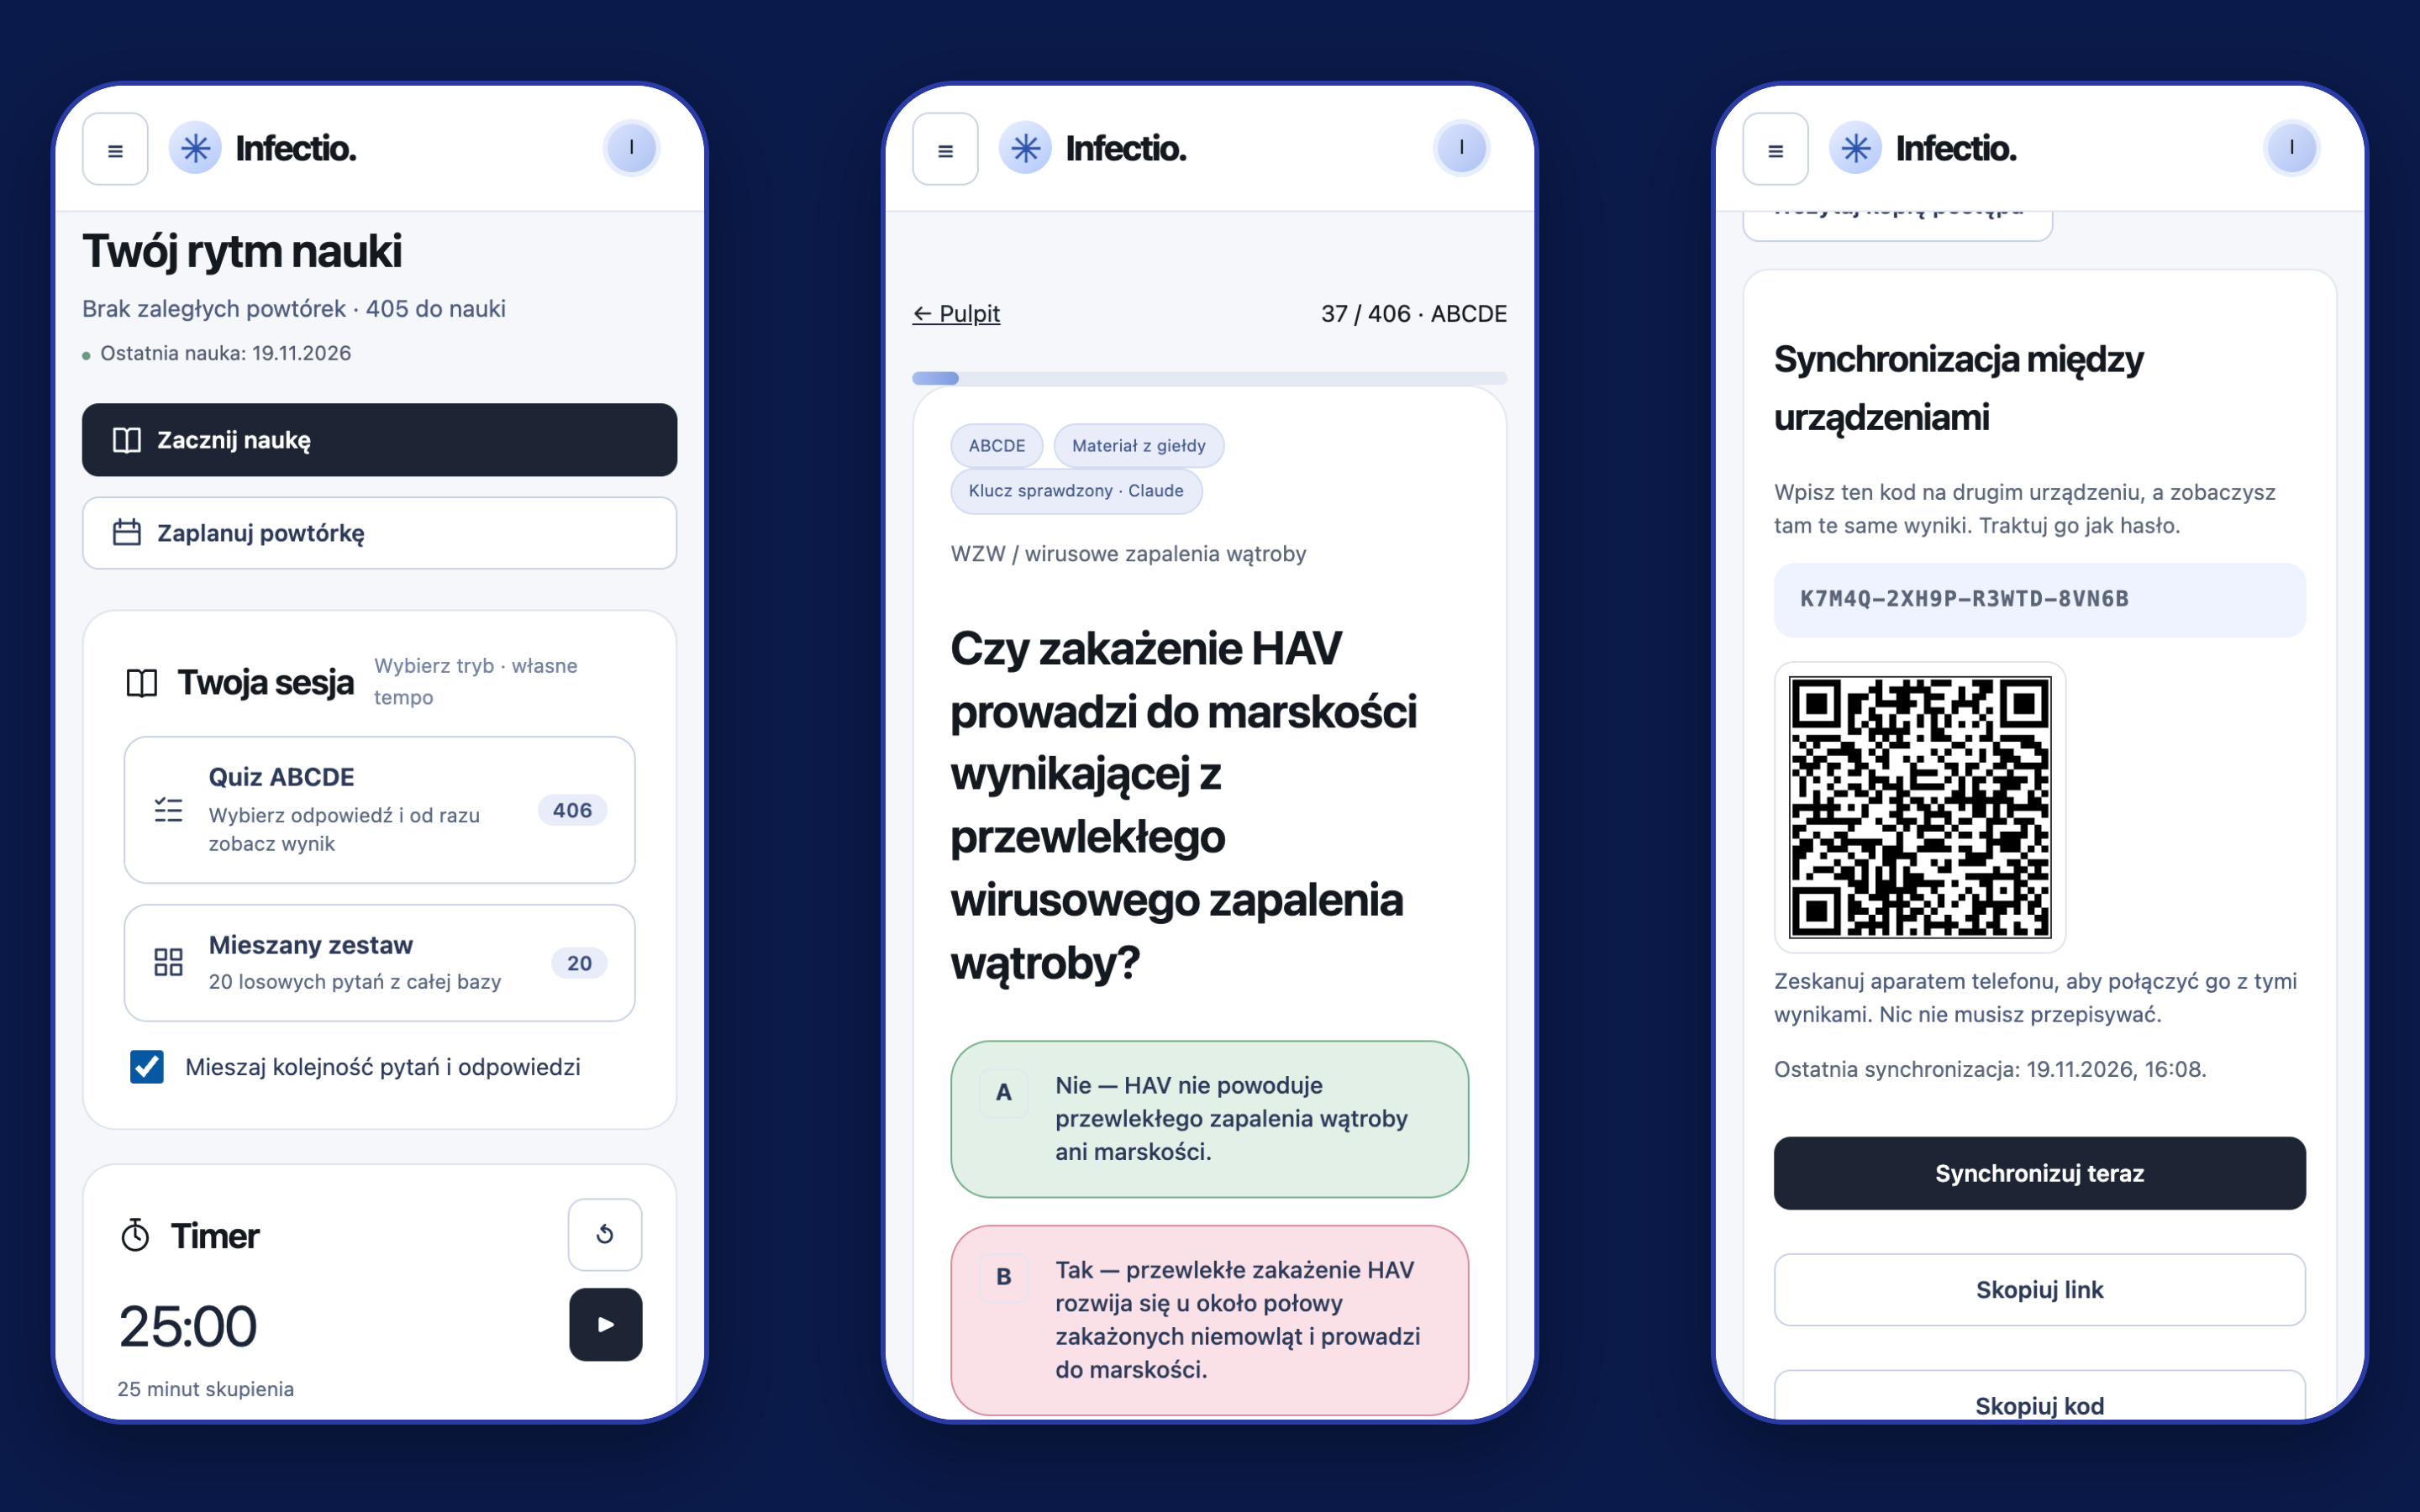 Infectio.
I
Twój rytm nauki
Brak zaległych powtórek · 405 do nauki
Ostatnia nauka: 19.11.2026
Zacznij naukę
Zaplanuj powtórkę
Twoja sesja
Wybierz tryb · własne
tempo
Quiz ABCDE
Wybierz odpowiedź i od razu
zobacz wynik
406
Mieszany zestaw
20 losowych pytań z całej bazy
20
Mieszaj kolejność pytań i odpowiedzi
Timer
25:00
25 minut skupienia
Infectio.
I
← Pulpit
37 / 406 · ABCDE
ABCDE
Materiał z giełdy
Klucz sprawdzony · Claude
WZW / wirusowe zapalenia wątroby
Czy zakażenie HAV
prowadzi do marskości
wynikającej z
przewlekłego
wirusowego zapalenia
wątroby?
A
Nie — HAV nie powoduje
przewlekłego zapalenia wątroby
ani marskości.
B
Tak — przewlekłe zakażenie HAV
rozwija się u około połowy
zakażonych niemowląt i prowadzi
do marskości.
Infectio.
I
Synchronizacja między
urządzeniami
Wpisz ten kod na drugim urządzeniu, a zobaczysz
tam te same wyniki. Traktuj go jak hasło.
K7M4Q-2XH9P-R3WTD-8VN6B
Zeskanuj aparatem telefonu, aby połączyć go z tymi
wynikami. Nic nie musisz przepisywać.
Ostatnia synchronizacja: 19.11.2026, 16:08.
Synchronizuj teraz
Skopiuj link
Skopiuj kod